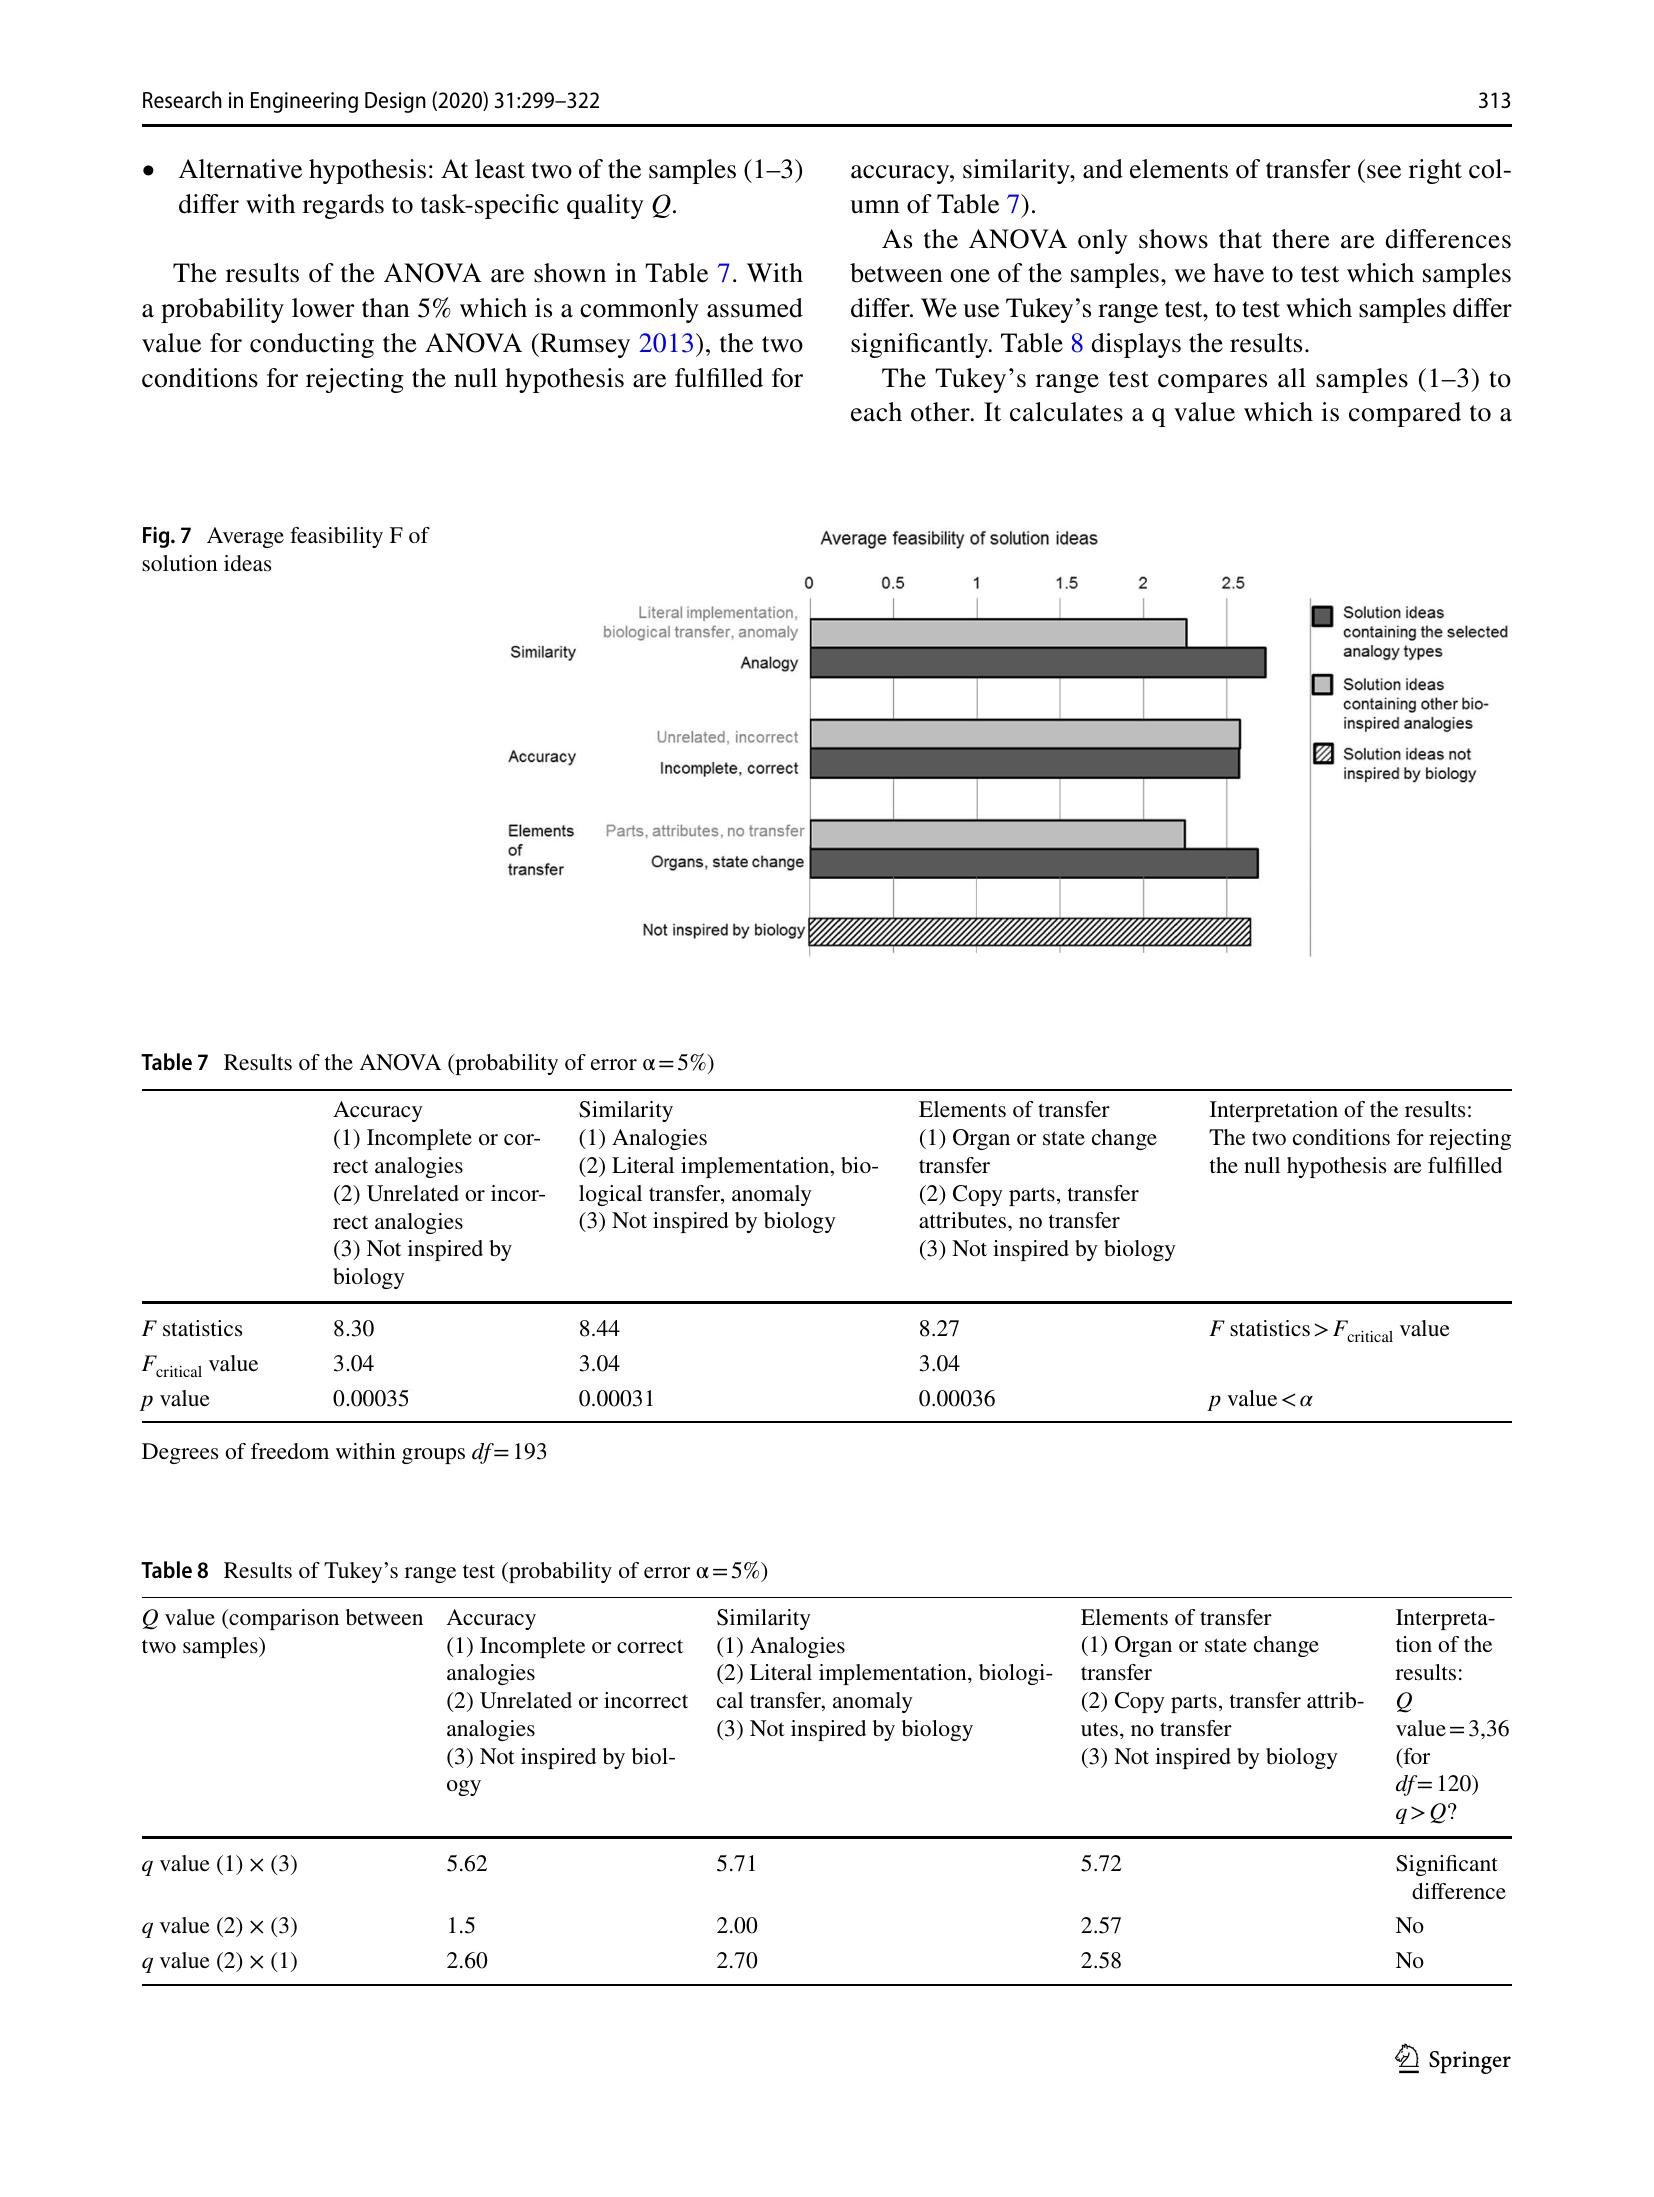 Research in Engineering Design (2020) 31:299–322
313
• Alternative hypothesis: At least two of the samples (1–3)
differ with regards to task-specific quality Q.
The results of the ANOVA are shown in Table 7. With
a probability lower than 5% which is a commonly assumed
value for conducting the ANOVA (Rumsey 2013), the two
conditions for rejecting the null hypothesis are fulfilled for
accuracy, similarity, and elements of transfer (see right col-
umn of Table 7).
As the ANOVA only shows that there are differences
between one of the samples, we have to test which samples
differ. We use Tukey's range test, to test which samples differ
significantly. Table 8 displays the results.
The Tukey's range test compares all samples (1–3) to
each other. It calculates a q value which is compared to a
Fig. 7 Average feasibility F of
solution ideas
Average feasibility of solution ideas
0 0.5 1 1.5 2 2.5
Literal implementation,
biological transfer, anomaly
Similarity
Analogy
Unrelated, incorrect
Accuracy
Incomplete, correct
Elements
of
transfer
Parts, attributes, no transfer
Organs, state change
Not inspired by biology
Solution ideas
containing the selected
analogy types
Solution ideas
containing other bio-
inspired analogies
Solution ideas not
inspired by biology
Table 7 Results of the ANOVA (probability of error α = 5%)
Accuracy
(1) Incomplete or cor-
rect analogies
(2) Unrelated or incor-
rect analogies
(3) Not inspired by
biology
Similarity
(1) Analogies
(2) Literal implementation, bio-
logical transfer, anomaly
(3) Not inspired by biology
Elements of transfer
(1) Organ or state change
transfer
(2) Copy parts, transfer
attributes, no transfer
(3) Not inspired by biology
Interpretation of the results:
The two conditions for rejecting
the null hypothesis are fulfilled
F statistics 8.30 8.44 8.27 F statistics > Fcritical value
Fcritical value 3.04 3.04 3.04
p value 0.00035 0.00031 0.00036 p value < α
Degrees of freedom within groups df = 193
Table 8 Results of Tukey's range test (probability of error α = 5%)
Q value (comparison between
two samples)
Accuracy
(1) Incomplete or correct
analogies
(2) Unrelated or incorrect
analogies
(3) Not inspired by biol-
ogy
Similarity
(1) Analogies
(2) Literal implementation, biologi-
cal transfer, anomaly
(3) Not inspired by biology
Elements of transfer
(1) Organ or state change
transfer
(2) Copy parts, transfer attrib-
utes, no transfer
(3) Not inspired by biology
Interpreta-
tion of the
results:
Q
value = 3,36
(for
df = 120)
q > Q?
q value (1) × (3) 5.62 5.71 5.72 Significant
difference
q value (2) × (3) 1.5 2.00 2.57 No
q value (2) × (1) 2.60 2.70 2.58 No
Springer